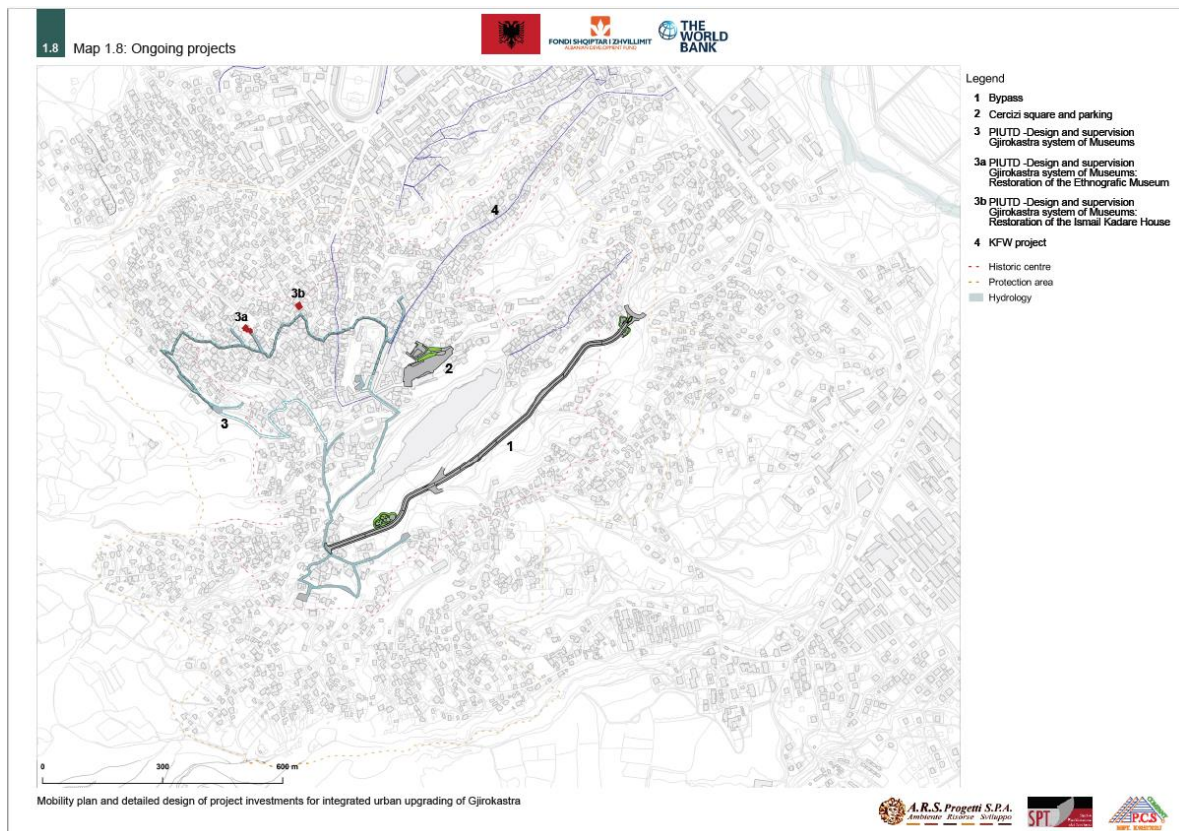 1.8 Map 1.8: Ongoing projects
FONDI SHQIPTAR I ZHVILLIMIT
ALBANIAN DEVELOPMENT FUND
THE
WORLD
BANK
Legend
1 Bypass
2 Cercizi square and parking
3 PIUTD -Design and supervision
Gjirokastra system of Museums
3a PIUTD -Design and supervision
Gjirokastra system of Museums:
Restoration of the Ethnografic Museum
3b PIUTD -Design and supervision
Gjirokastra system of Museums:
Restoration of the Ismail Kadare House
4 KFW project
Historic centre
Protection area
Hydrology
4
3b
3a
2
3
1
0 300 600 m
Mobility plan and detailed design of project investments for integrated urban upgrading of Gjirokastra
A.R.S. Progetti S.P.A.
Ambiente Risorse Sviluppo
SPT
P.C.S